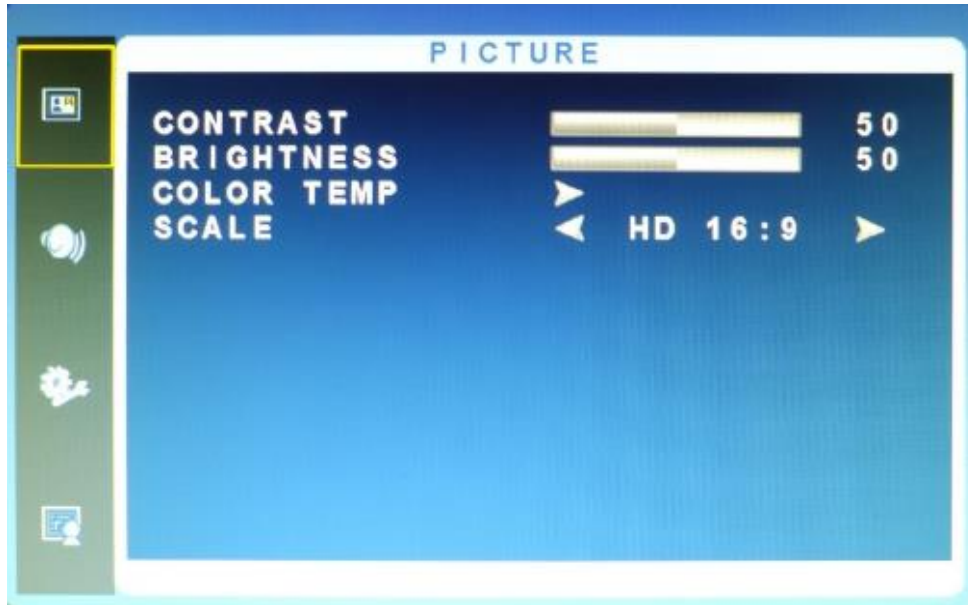 PICTURE
CONTRAST 50
BRIGHTNESS 50
COLOR TEMP
SCALE HD 16:9